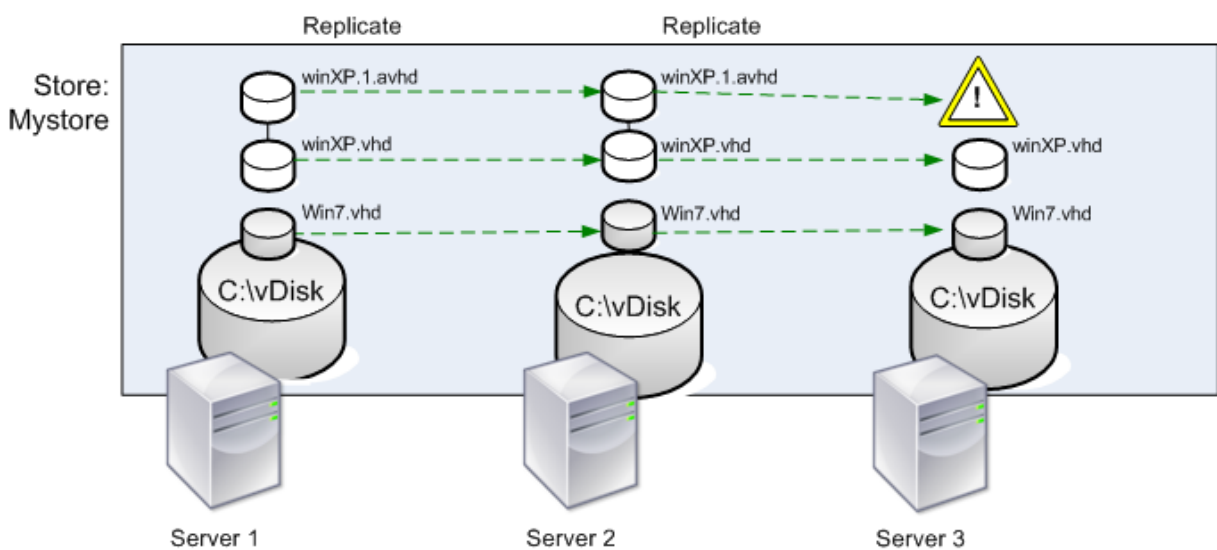 Replicate Replicate
Store:
Mystore
winXP.1.avhd winXP.1.avhd !
winXP.vhd winXP.vhd winXP.vhd
Win7.vhd Win7.vhd Win7.vhd
C:\vDisk C:\vDisk C:\vDisk
Server 1 Server 2 Server 3